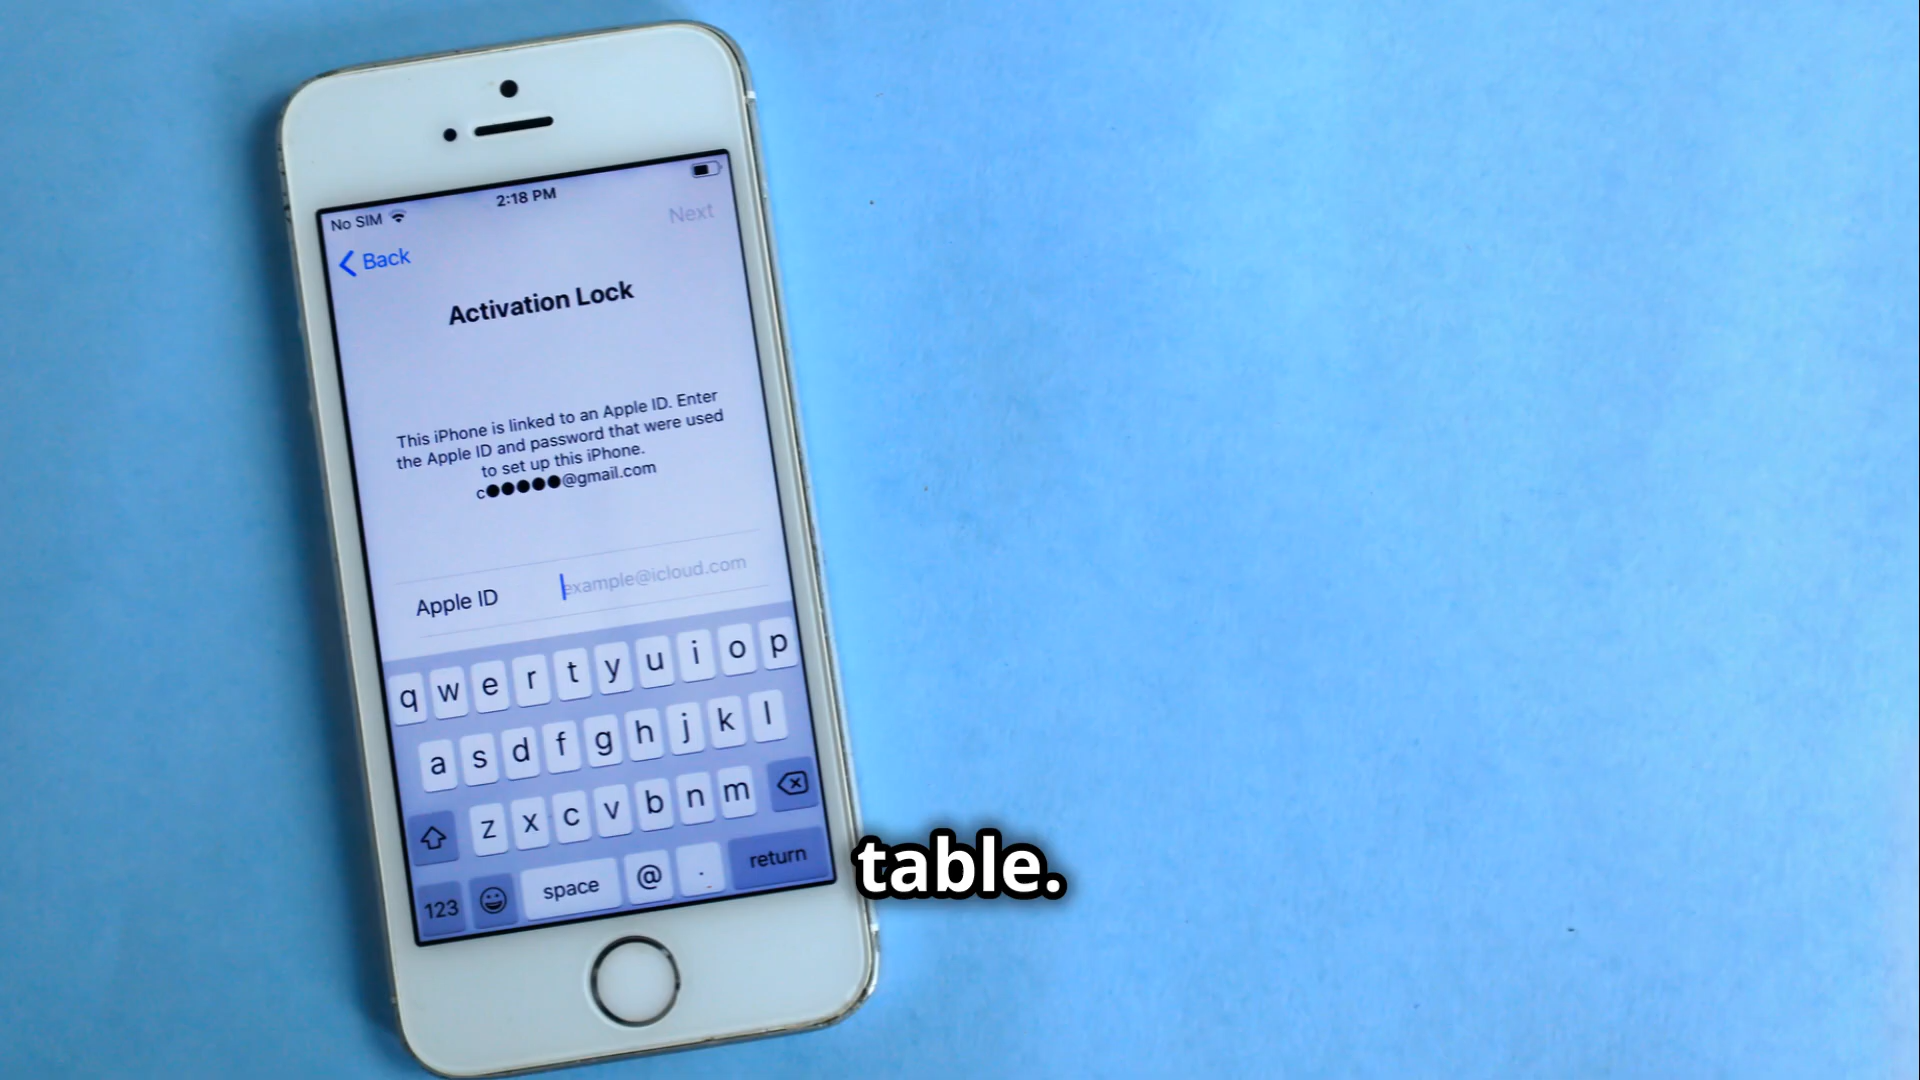 No SIM 2:18 PM
Back Next
Activation Lock
This iPhone is linked to an Apple ID. Enter
the Apple ID and password that were used
to set up this iPhone.
c●●●●●@gmail.com
Apple ID example@icloud.com
q w e r t y u i o p
a s d f g h j k l
z x c v b n m
123 space @ . return
table.